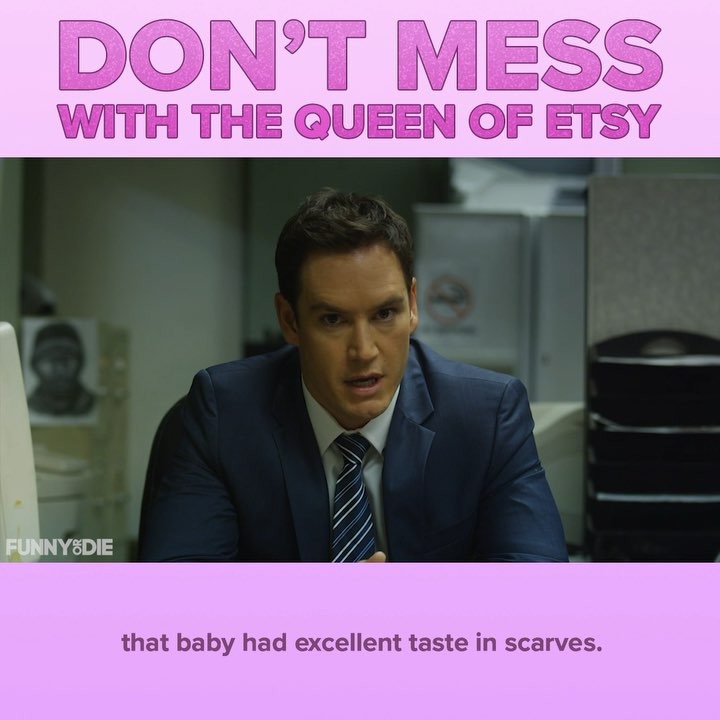 DON'T MESS
WITH THE QUEEN OF ETSY
FUNNY OR DIE
that baby had excellent taste in scarves.